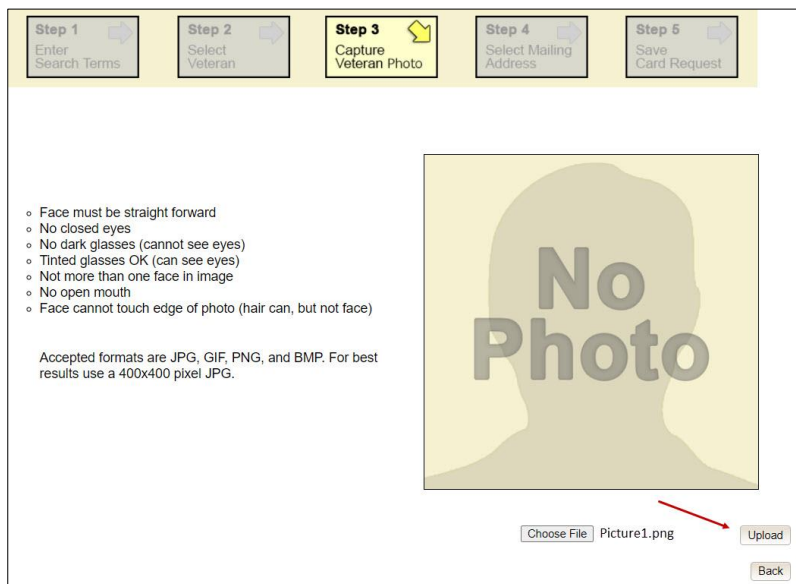 Step 1
Enter
Search Terms
Step 2
Select
Veteran
Step 3
Capture
Veteran Photo
Step 4
Select Mailing
Address
Step 5
Save
Card Request
Face must be straight forward
No closed eyes
No dark glasses (cannot see eyes)
Tinted glasses OK (can see eyes)
Not more than one face in image
No open mouth
Face cannot touch edge of photo (hair can, but not face)
Accepted formats are JPG, GIF, PNG, and BMP. For best
results use a 400x400 pixel JPG.
No
Photo
Choose File Picture1.png
Upload
Back